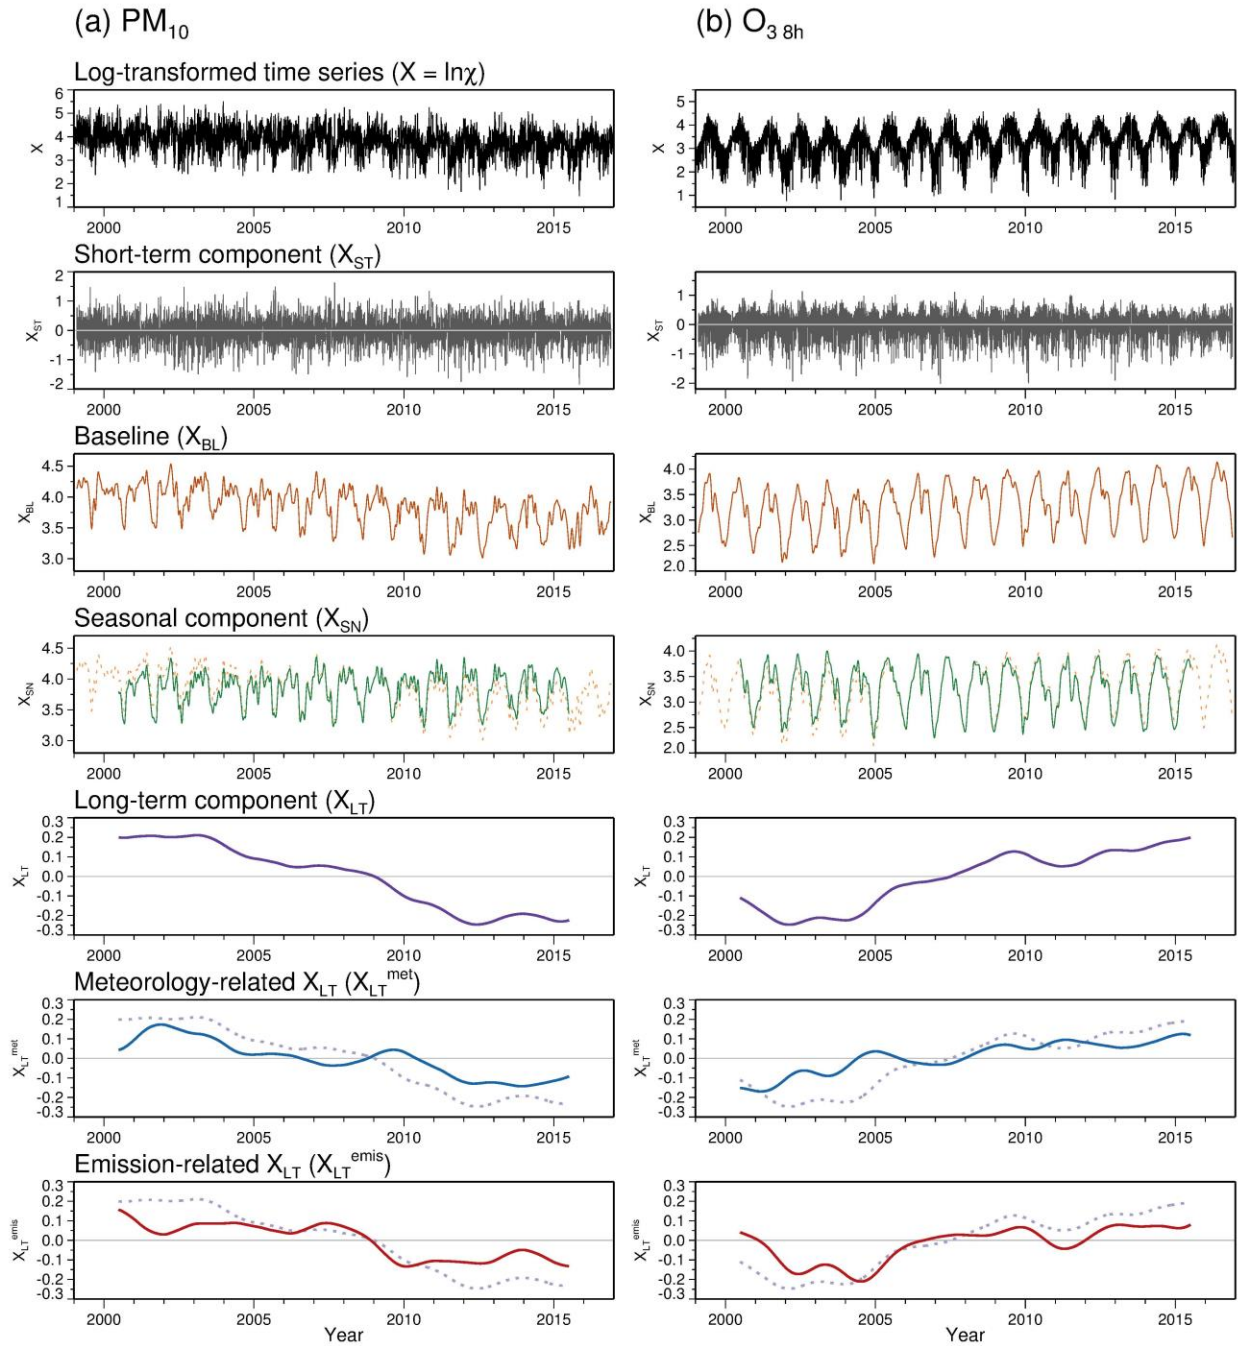 (a) PM10 (b) O3 8h
Log-transformed time series (X = lnχ)
6
5
4
3
2
1
X
2000 2005 2010 2015
5
4
3
2
1
X
2000 2005 2010 2015
Short-term component (XST)
2
1
0
-1
-2
XST
2000 2005 2010 2015
1
0
-1
-2
XST
2000 2005 2010 2015
Baseline (XBL)
4.5
4.0
3.5
3.0
XBL
2000 2005 2010 2015
4.0
3.5
3.0
2.5
2.0
XBL
2000 2005 2010 2015
Seasonal component (XSN)
4.5
4.0
3.5
3.0
XSN
2000 2005 2010 2015
4.0
3.5
3.0
2.5
2.0
XSN
2000 2005 2010 2015
Long-term component (XLT)
0.3
0.2
0.1
0.0
-0.1
-0.2
-0.3
XLT
2000 2005 2010 2015
0.3
0.2
0.1
0.0
-0.1
-0.2
-0.3
XLT
2000 2005 2010 2015
Meteorology-related XLT (XLTmet)
0.3
0.2
0.1
0.0
-0.1
-0.2
-0.3
XLTmet
2000 2005 2010 2015
0.3
0.2
0.1
0.0
-0.1
-0.2
-0.3
XLTmet
2000 2005 2010 2015
Emission-related XLT (XLTemis)
0.3
0.2
0.1
0.0
-0.1
-0.2
-0.3
XLTemis
2000 2005 2010 2015
Year
0.3
0.2
0.1
0.0
-0.1
-0.2
-0.3
XLTemis
2000 2005 2010 2015
Year